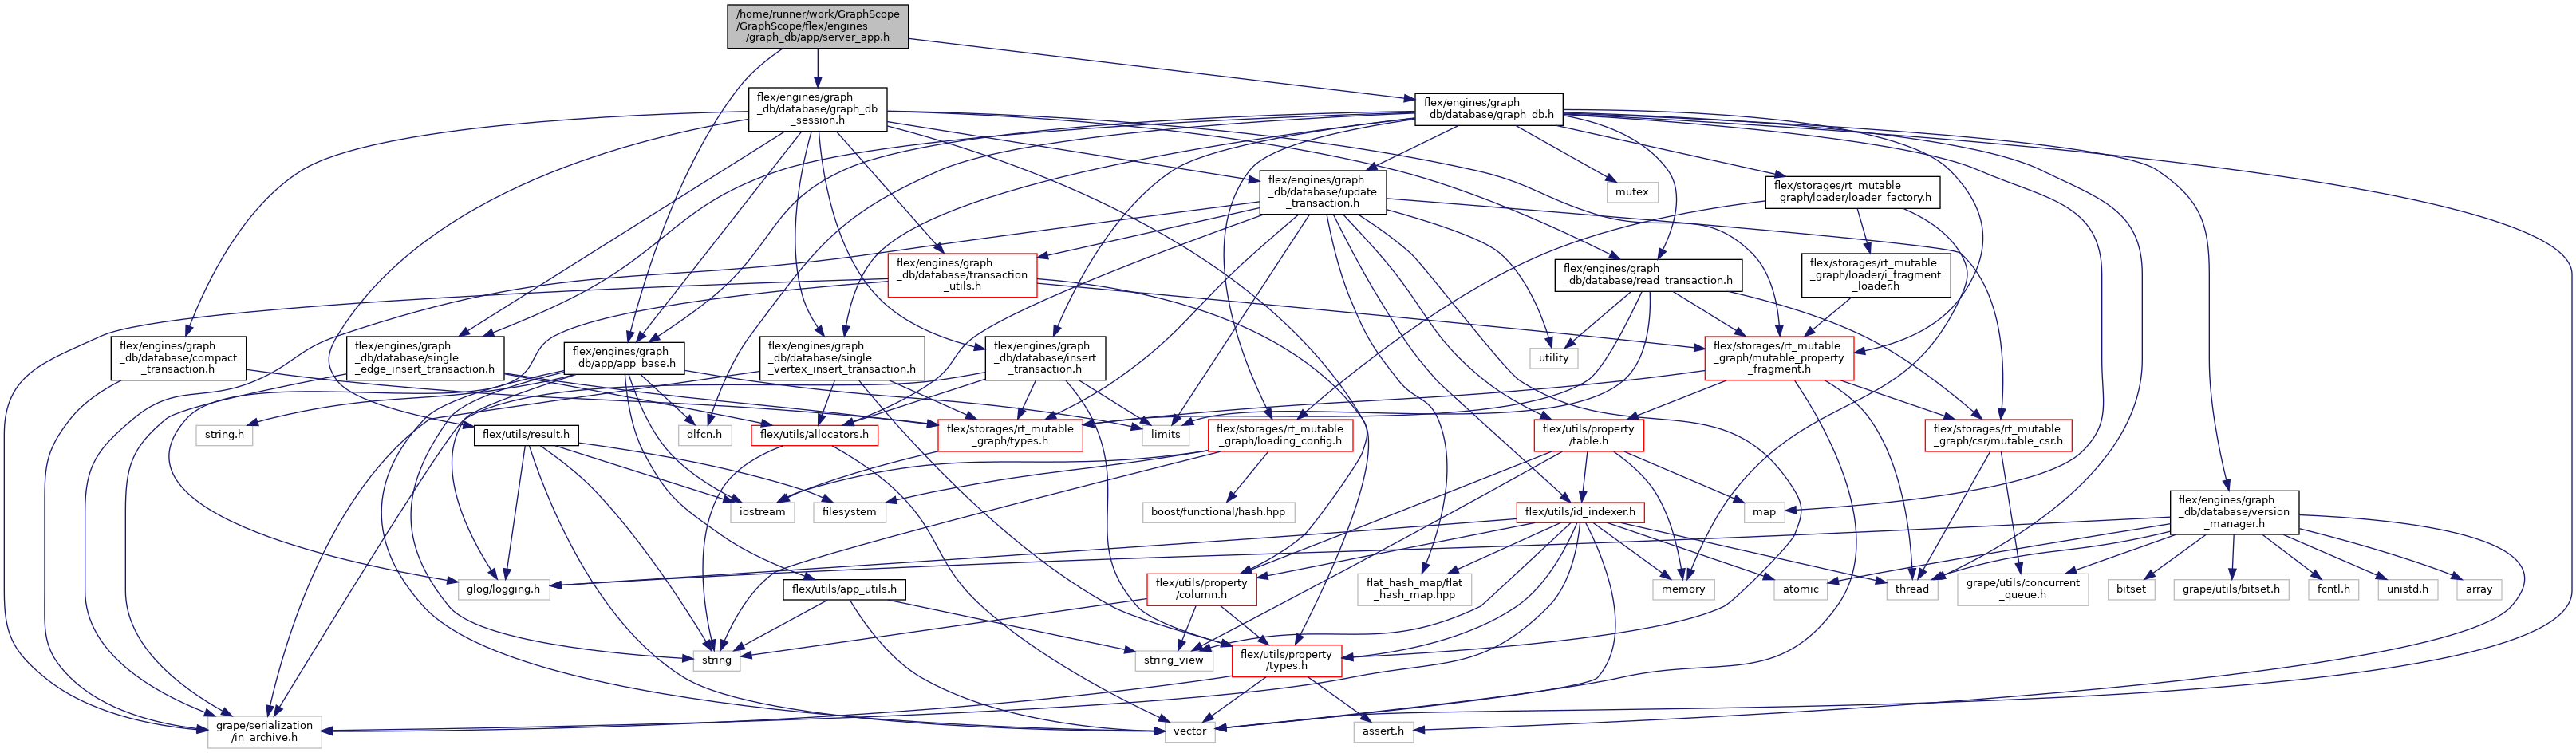 /home/runner/work/GraphScope
/GraphScope/flex/engines
/graph_db/app/server_app.h
flex/engines/graph
_db/database/graph_db
_session.h
flex/engines/graph
_db/database/graph_db.h
flex/engines/graph
_db/database/update
_transaction.h
mutex
flex/storages/rt_mutable
_graph/loader/loader_factory.h
flex/engines/graph
_db/database/transaction
_utils.h
flex/engines/graph
_db/database/read_transaction.h
flex/storages/rt_mutable
_graph/loader/i_fragment
_loader.h
flex/engines/graph
_db/database/compact
_transaction.h
flex/engines/graph
_db/database/single
_edge_insert_transaction.h
flex/engines/graph
_db/app/app_base.h
flex/engines/graph
_db/database/single
_vertex_insert_transaction.h
flex/engines/graph
_db/database/insert
_transaction.h
utility
flex/storages/rt_mutable
_graph/mutable_property
_fragment.h
string.h
flex/utils/result.h
dlfcn.h
flex/utils/allocators.h
flex/storages/rt_mutable
_graph/types.h
limits
flex/storages/rt_mutable
_graph/loading_config.h
flex/utils/property
/table.h
flex/storages/rt_mutable
_graph/csr/mutable_csr.h
iostream
filesystem
boost/functional/hash.hpp
flex/utils/id_indexer.h
map
flex/engines/graph
_db/database/version
_manager.h
glog/logging.h
flex/utils/app_utils.h
flex/utils/property
/column.h
flat_hash_map/flat
_hash_map.hpp
memory
atomic
thread
grape/utils/concurrent
_queue.h
bitset
grape/utils/bitset.h
fcntl.h
unistd.h
array
string
string_view
flex/utils/property
/types.h
grape/serialization
/in_archive.h
vector
assert.h